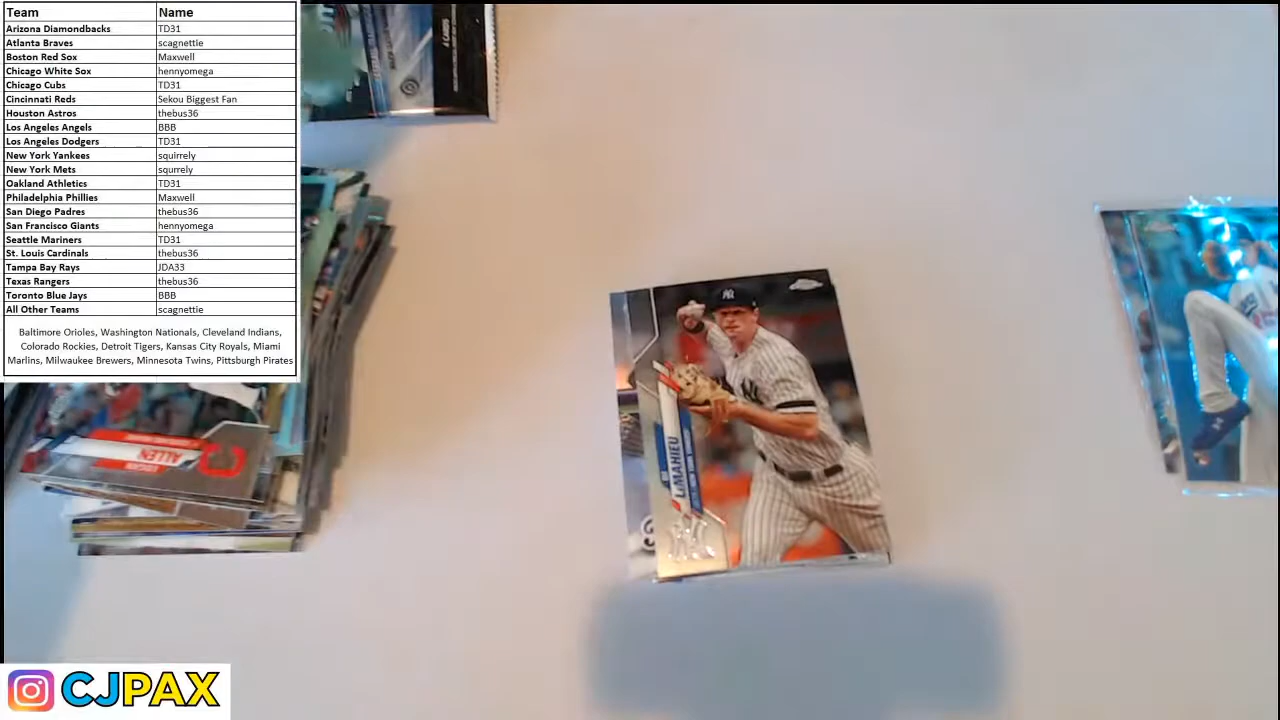 Team Name
Arizona Diamondbacks TD31
Atlanta Braves scagnettie
Boston Red Sox Maxwell
Chicago White Sox hennyomega
Chicago Cubs TD31
Cincinnati Reds Sekou Biggest Fan
Houston Astros thebus36
Los Angeles Angels BBB
Los Angeles Dodgers TD31
New York Yankees squirrely
New York Mets squrrely
Oakland Athletics TD31
Philadelphia Phillies Maxwell
San Diego Padres thebus36
San Francisco Giants hennyomega
Seattle Mariners TD31
St. Louis Cardinals thebus36
Tampa Bay Rays JDA33
Texas Rangers thebus36
Toronto Blue Jays BBB
All Other Teams scagnettie
Baltimore Orioles, Washington Nationals, Cleveland Indians,
Colorado Rockies, Detroit Tigers, Kansas City Royals, Miami
Marlins, Milwaukee Brewers, Minnesota Twins, Pittsburgh Pirates
4 CARDS
LEMAHIEU
NY
LOGAN
ALLEN
C
CJPAX